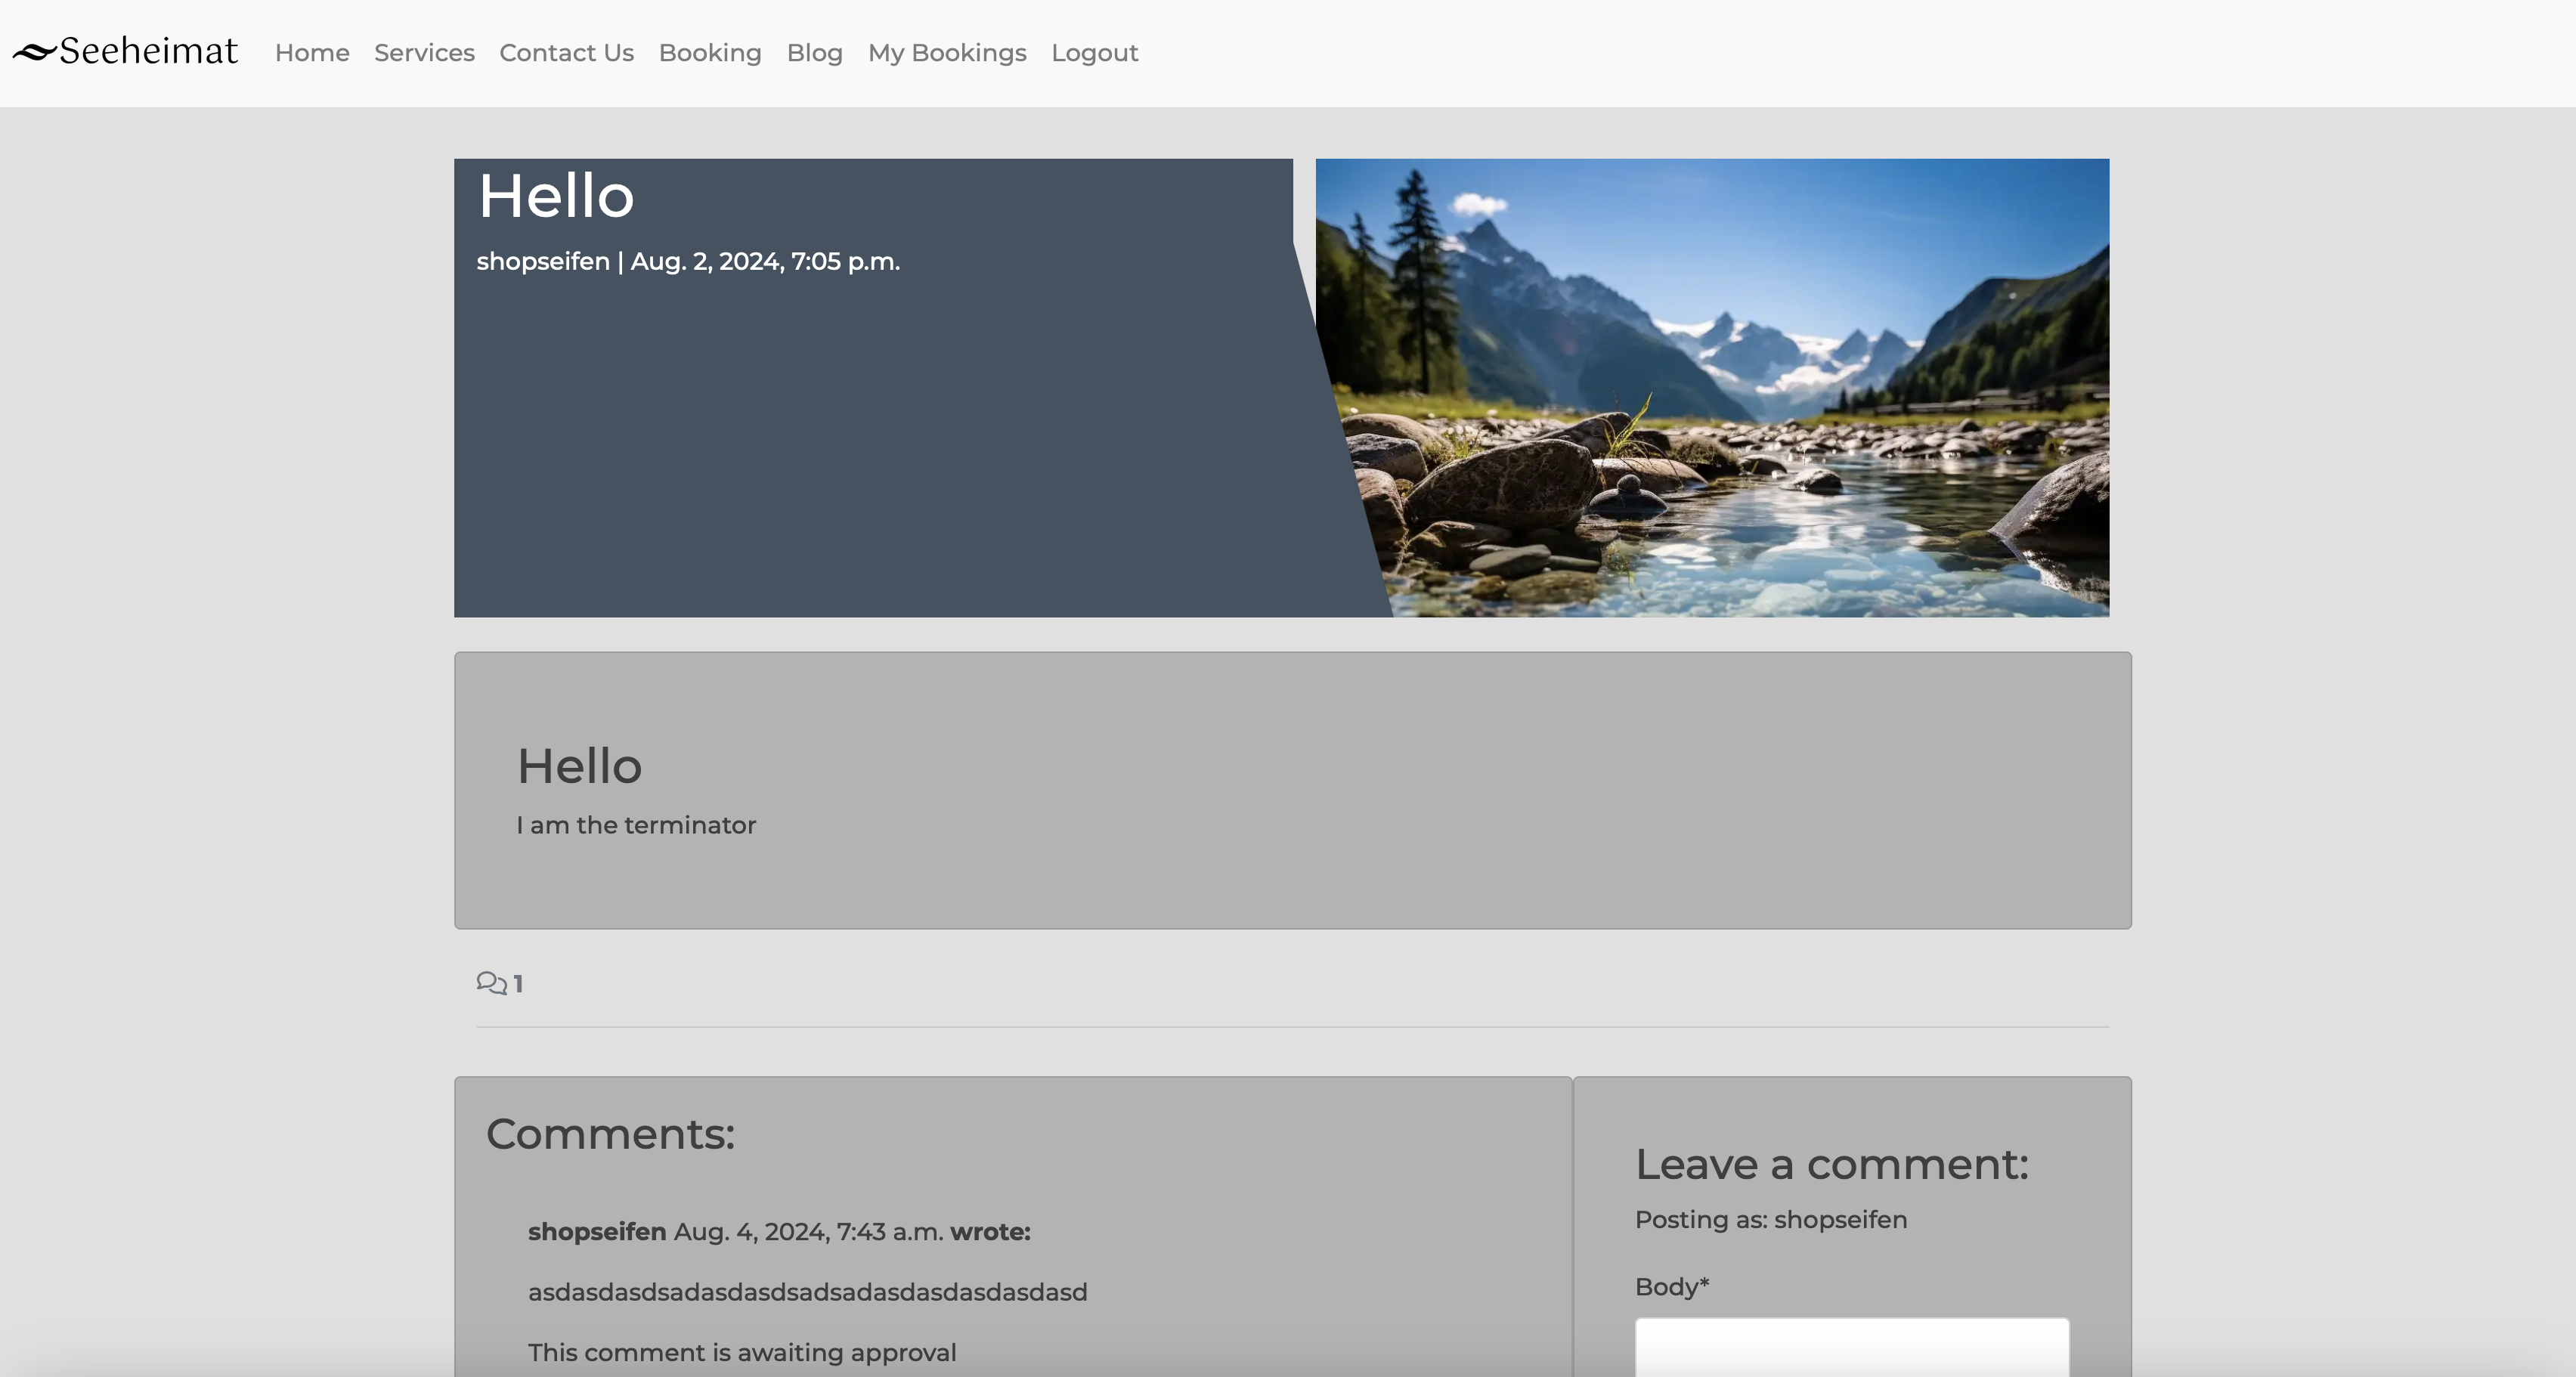 Seeheimat Home Services Contact Us Booking Blog My Bookings Logout
Hello
shopseifen | Aug. 2, 2024, 7:05 p.m.
Hello
I am the terminator
1
Comments:
shopseifen Aug. 4, 2024, 7:43 a.m. wrote:
asdasdasdsadasdasdsadsadasdasdasdasdasd
This comment is awaiting approval
Leave a comment:
Posting as: shopseifen
Body*